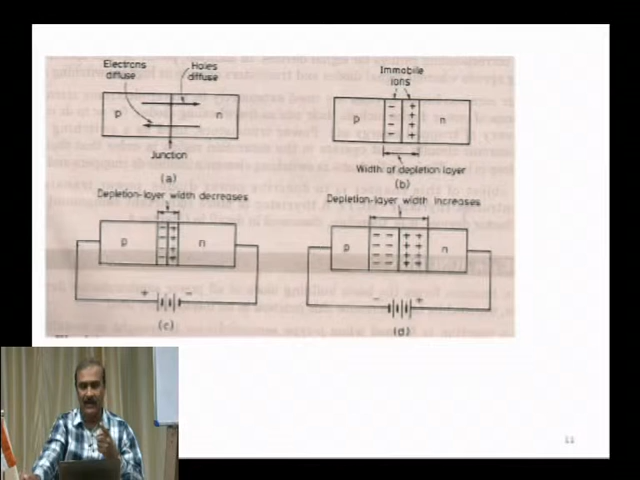 Electrons
diffuse
Holes
diffuse
p
n
Junction
(a)
Immobile
ions
p
n
Width of depletion layer
(b)
Depletion-layer width decreases
p
n
+
−
(c)
Depletion-layer width increases
p
n
−
+
(d)
11